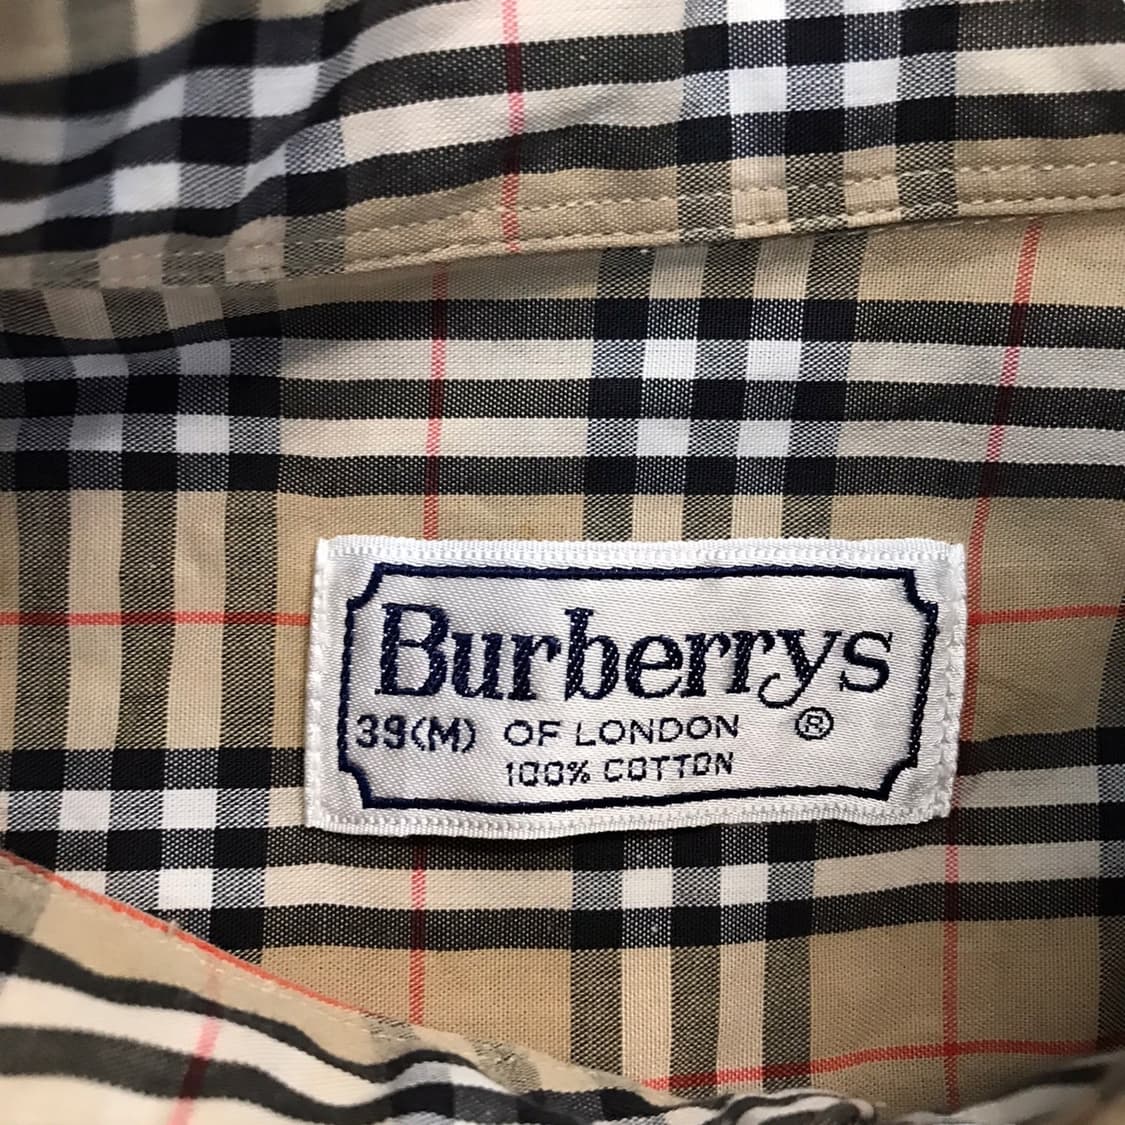 Burberrys
39(M) OF LONDON ®
100% COTTON